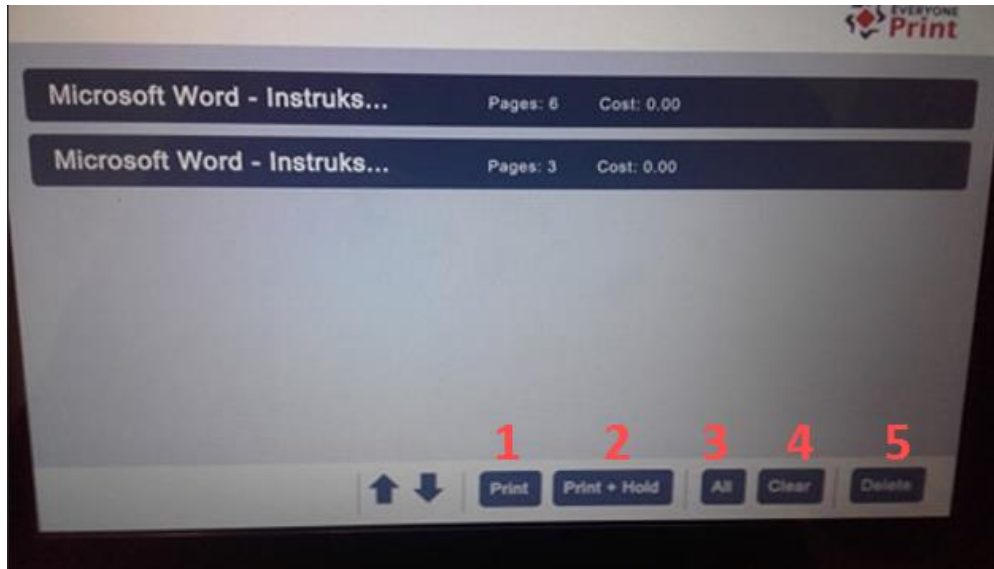 EVERYONE
Print
Microsoft Word - Instruks... Pages: 6 Cost: 0.00
Microsoft Word - Instruks... Pages: 3 Cost: 0.00
1 2 3 4 5
Print Print + Hold All Clear Delete